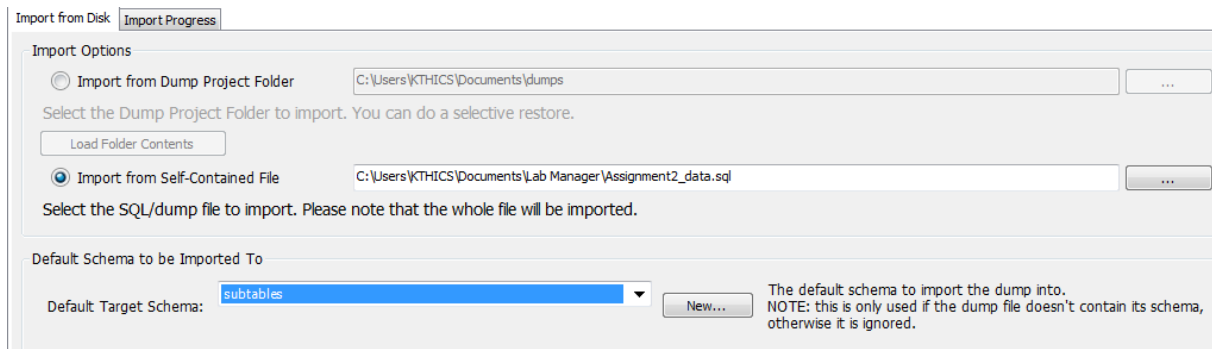 Import from Disk Import Progress
Import Options
Import from Dump Project Folder C:\Users\KTHICS\Documents\dumps ...
Select the Dump Project Folder to import. You can do a selective restore.
Load Folder Contents
Import from Self-Contained File C:\Users\KTHICS\Documents\Lab Manager\Assignment2_data.sql ...
Select the SQL/dump file to import. Please note that the whole file will be imported.
Default Schema to be Imported To
Default Target Schema: subtables New...
The default schema to import the dump into.
NOTE: this is only used if the dump file doesn't contain its schema,
otherwise it is ignored.